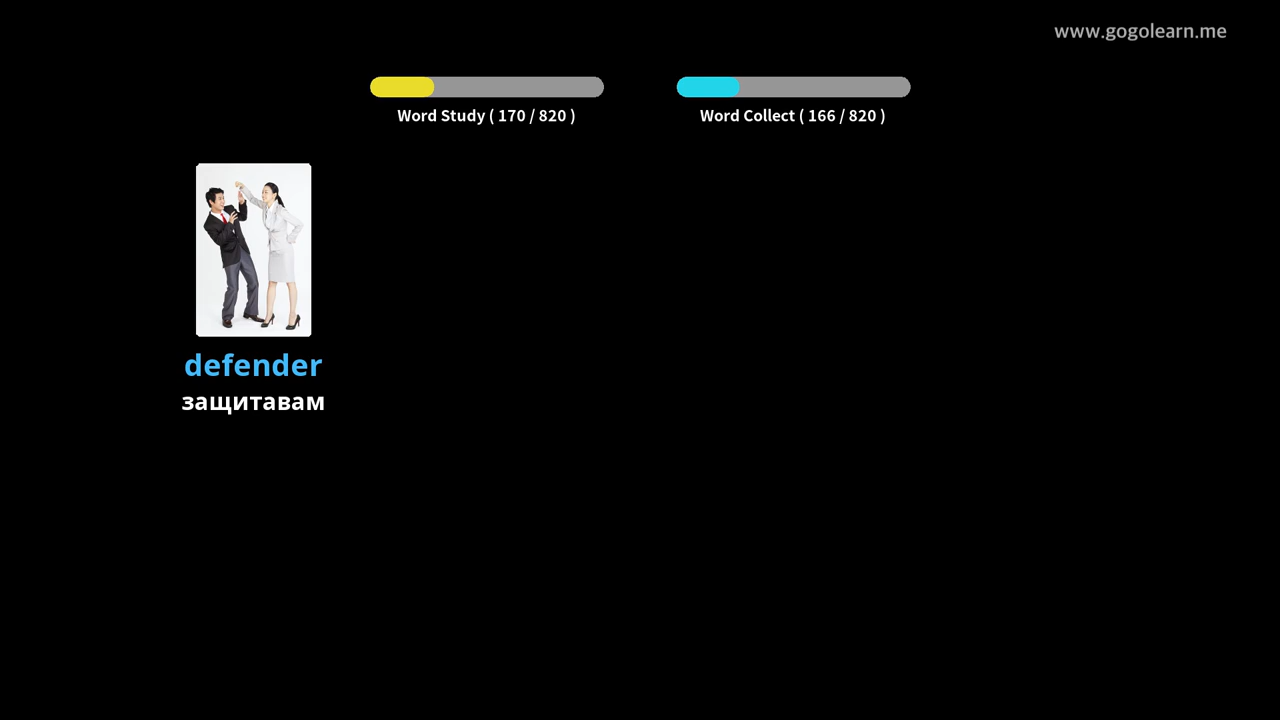 www.gogolearn.me
Word Study ( 170 / 820 )
Word Collect ( 166 / 820 )
defender
защитавам